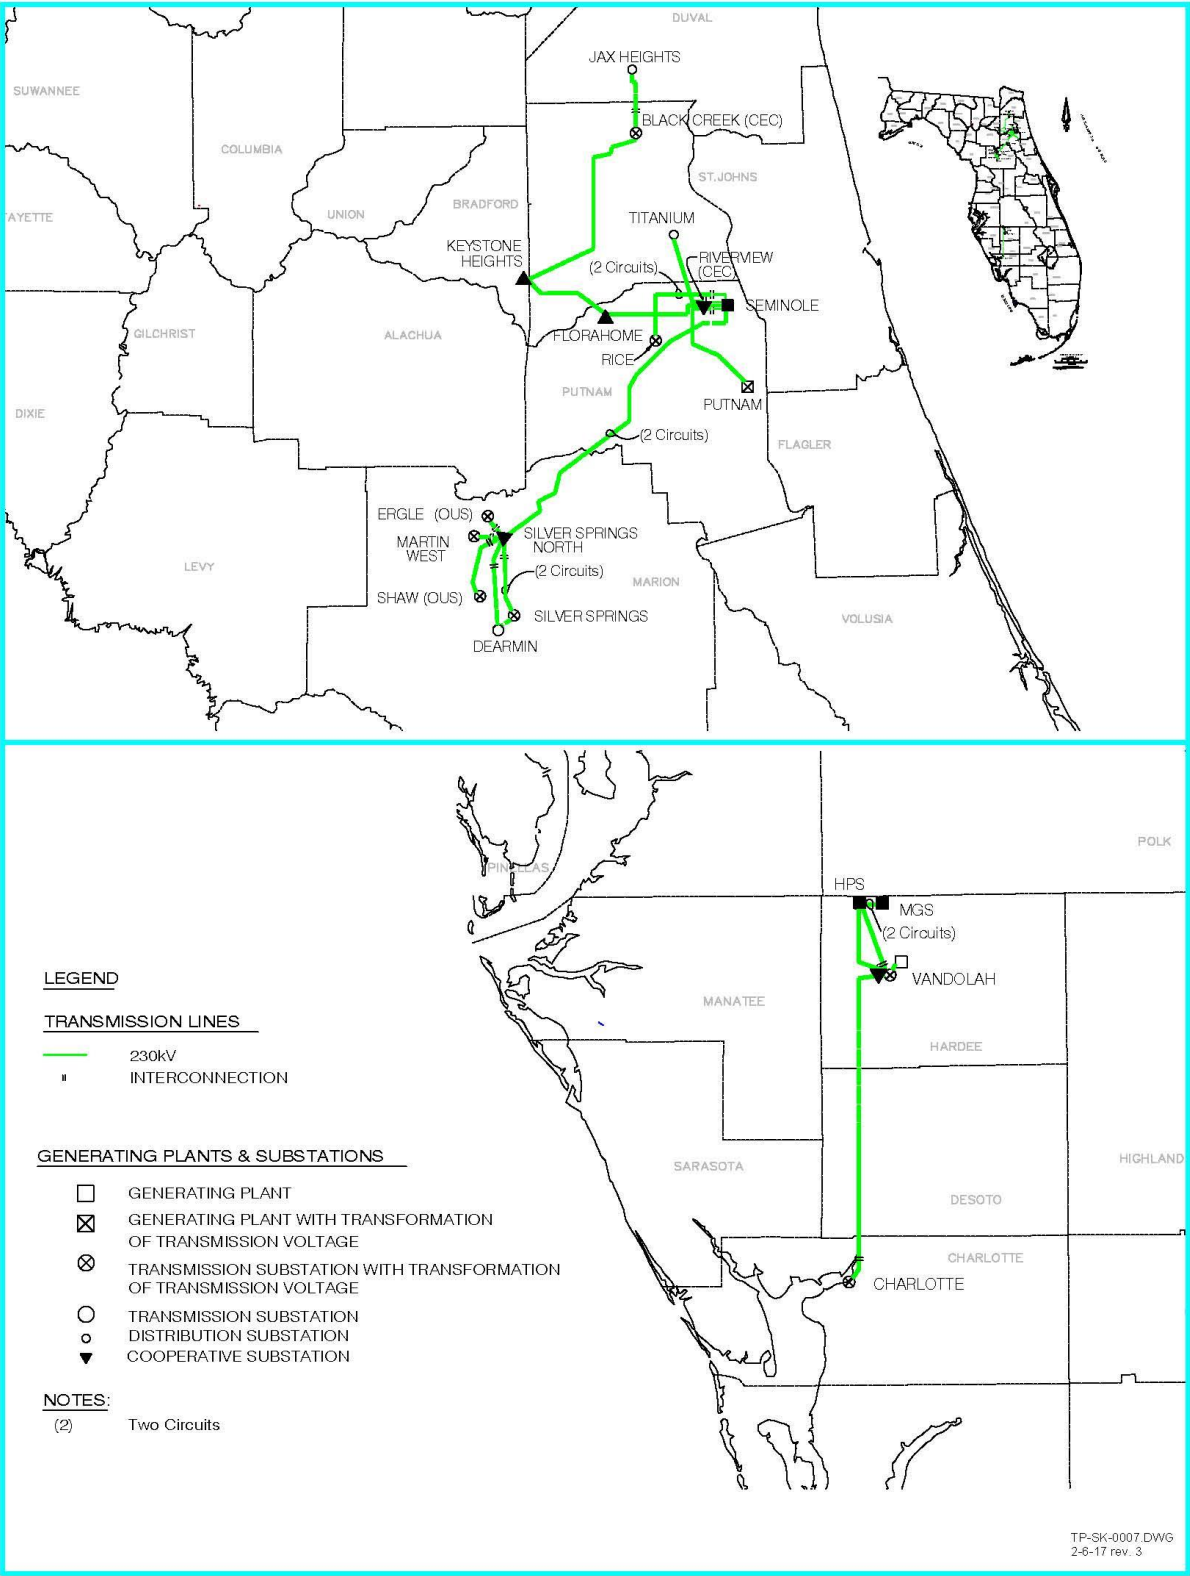 DUVAL
JAX HEIGHTS
SUWANNEE
BLACK CREEK (CEC)
COLUMBIA
ST.JOHNS
BRADFORD
UNION
AYETTE
TITANIUM
KEYSTONE
HEIGHTS
RIVERVIEW
(CEC)
(2 Circuits)
SEMINOLE
GILCHRIST
ALACHUA
FLORAHOME
RICE
PUTNAM
PUTNAM
DIXIE
(2 Circuits)
FLAGLER
ERGLE (OUS)
MARTIN
WEST
SILVER SPRINGS
NORTH
LEVY
(2 Circuits)
MARION
SHAW (OUS)
SILVER SPRINGS
VOLUSIA
DEARMIN
POLK
PINELLAS
HPS
MGS
(2 Circuits)
VANDOLAH
MANATEE
HARDEE
SARASOTA
HIGHLAND
DESOTO
CHARLOTTE
CHARLOTTE
LEGEND
TRANSMISSION LINES
230kV
INTERCONNECTION
GENERATING PLANTS & SUBSTATIONS
GENERATING PLANT
GENERATING PLANT WITH TRANSFORMATION
OF TRANSMISSION VOLTAGE
TRANSMISSION SUBSTATION WITH TRANSFORMATION
OF TRANSMISSION VOLTAGE
TRANSMISSION SUBSTATION
DISTRIBUTION SUBSTATION
COOPERATIVE SUBSTATION
NOTES:
(2) Two Circuits
TP-SK-0007.DWG
2-6-17 rev. 3